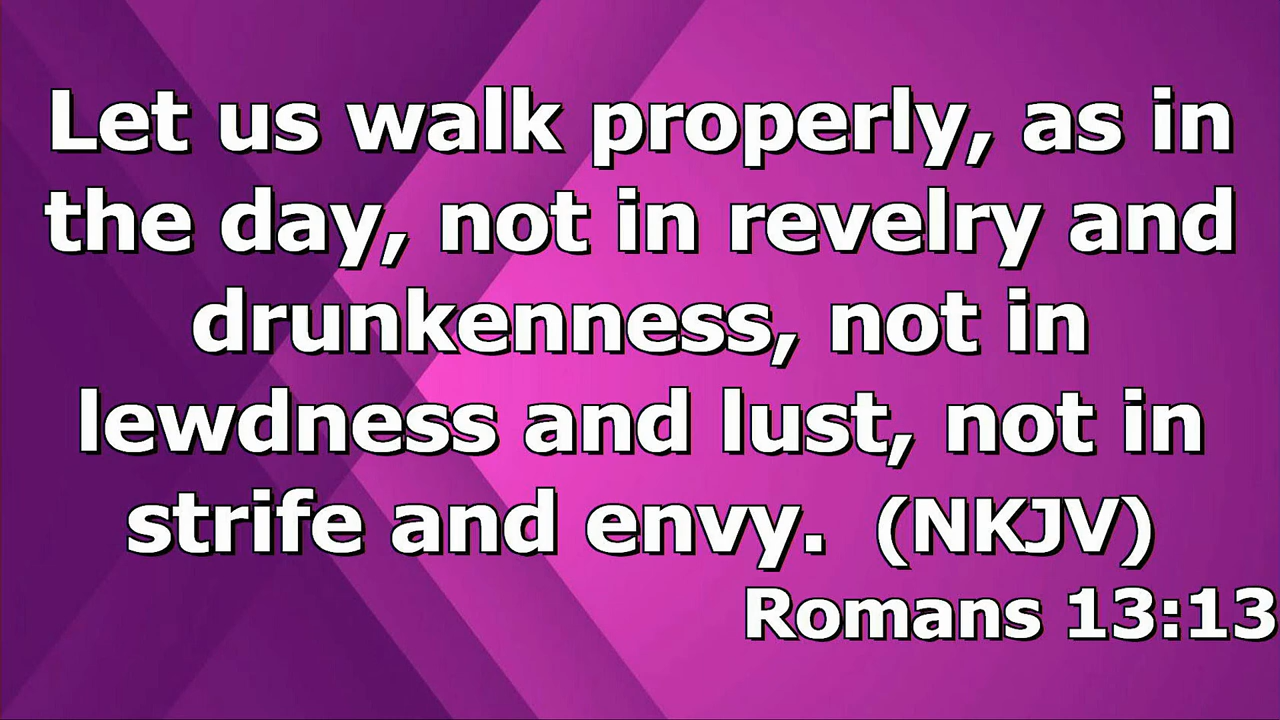 Let us walk properly, as in
the day, not in revelry and
drunkenness, not in
lewdness and lust, not in
strife and envy.  (NKJV)
Romans 13:13